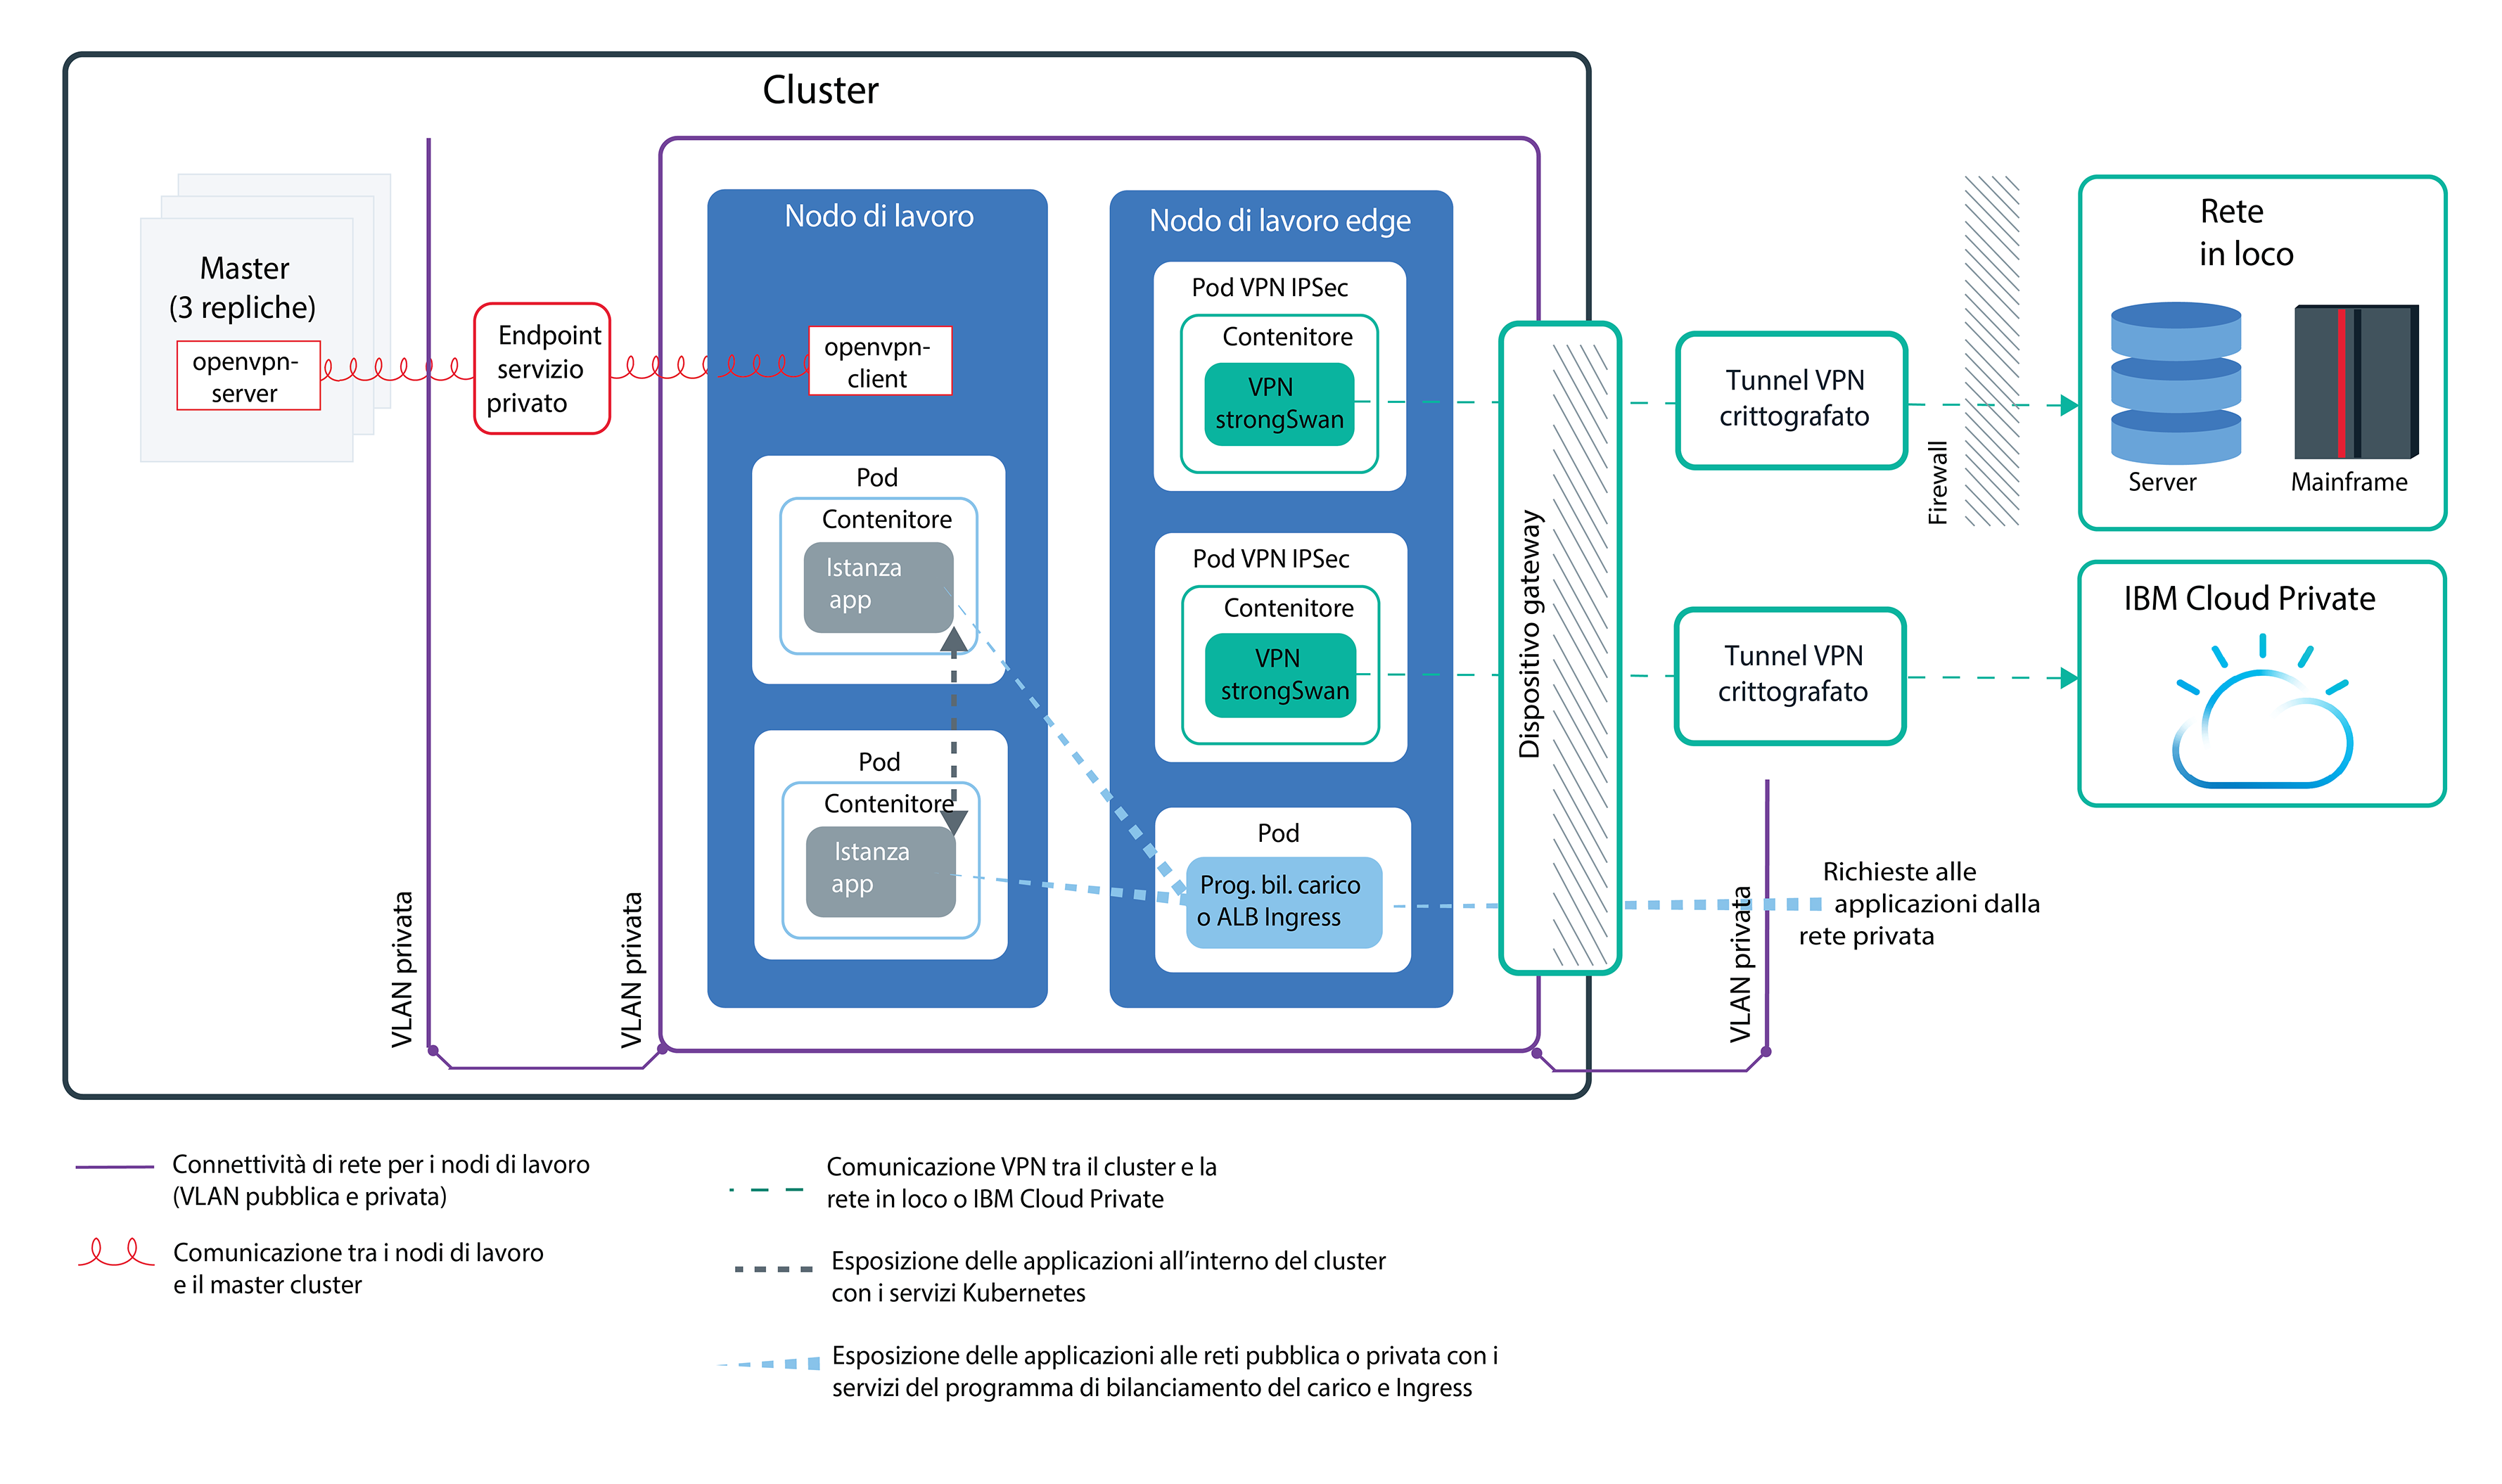 Cluster
Master
(3 repliche)
openvpn-
server
Endpoint
servizio
privato
VLAN privata
VLAN privata
Nodo di lavoro
openvpn-
client
Pod
Contenitore
Istanza
app
Pod
Contenitore
Istanza
app
Nodo di lavoro edge
Pod VPN IPSec
Contenitore
VPN
strongSwan
Pod VPN IPSec
Contenitore
VPN
strongSwan
Pod
Prog. bil. carico
o ALB Ingress
Dispositivo gateway
Tunnel VPN
crittografato
Firewall
Rete
in loco
Server
Mainframe
Tunnel VPN
crittografato
IBM Cloud Private
VLAN privata
Richieste alle
applicazioni dalla
rete privata
Connettività di rete per i nodi di lavoro
(VLAN pubblica e privata)
Comunicazione tra i nodi di lavoro
e il master cluster
Comunicazione VPN tra il cluster e la
rete in loco o IBM Cloud Private
Esposizione delle applicazioni all’interno del cluster
con i servizi Kubernetes
Esposizione delle applicazioni alle reti pubblica o privata con i
servizi del programma di bilanciamento del carico e Ingress